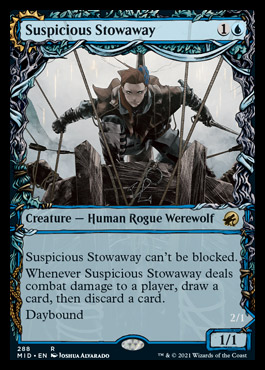 Suspicious Stowaway 1
Creature — Human Rogue Werewolf
Suspicious Stowaway can't be blocked.
Whenever Suspicious Stowaway deals
combat damage to a player, draw a
card, then discard a card.
Daybound
2/1
1/1
288 R
MID • EN Joshua Alvarado
™ & © 2021 Wizards of the Coast